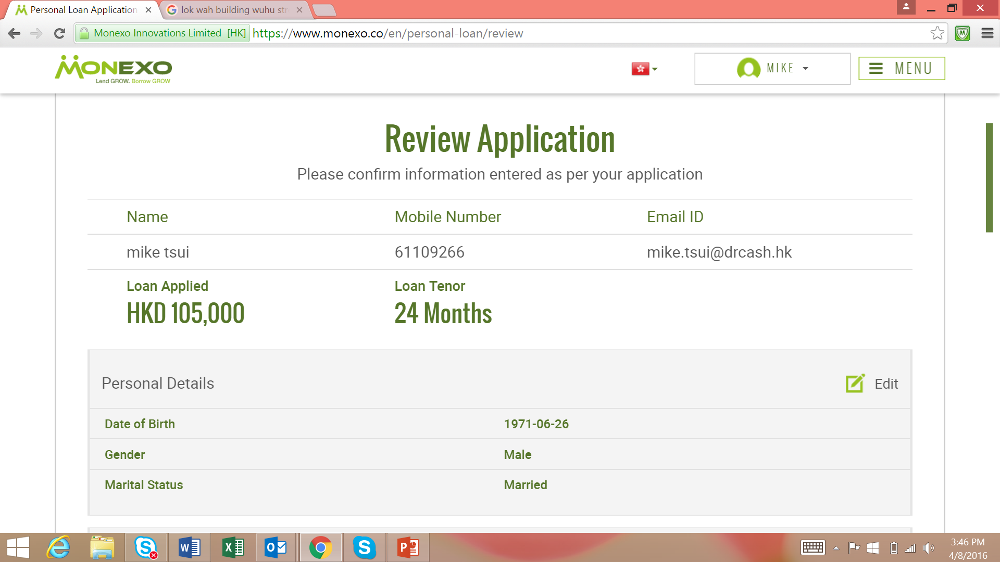 Personal Loan Application
lok wah building wuhu str
Monexo Innovations Limited [HK] https://www.monexo.co/en/personal-loan/review
MONEXO
Lend GROW. Borrow GROW
MIKE
MENU
Review Application
Please confirm information entered as per your application
Name Mobile Number Email ID
mike tsui 61109266 mike.tsui@drcash.hk
Loan Applied Loan Tenor
HKD 105,000 24 Months
Personal Details Edit
Date of Birth 1971-06-26
Gender Male
Marital Status Married
3:46 PM
4/8/2016